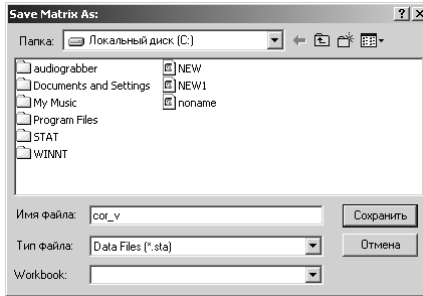 Save Matrix As:
Папка: Локальный диск (C:)
audiograbber
Documents and Settings
My Music
Program Files
STAT
WINNT
NEW
NEW1
noname
Имя файла: cor_v Сохранить
Тип файла: Data Files (*.sta) Отмена
Workbook: